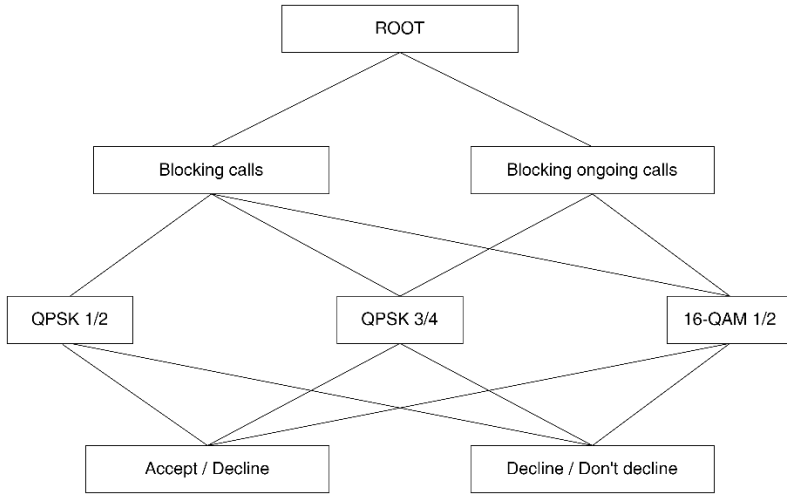 ROOT
Blocking calls
Blocking ongoing calls
QPSK 1/2
QPSK 3/4
16-QAM 1/2
Accept / Decline
Decline / Don't decline